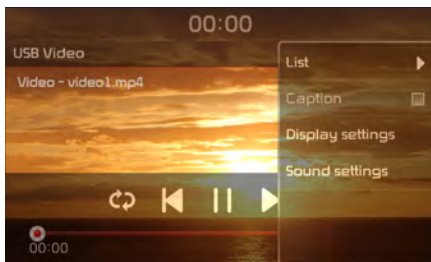 00:00
USB Video
Video - video1.mp4
List
Caption
Display settings
Sound settings
00:00